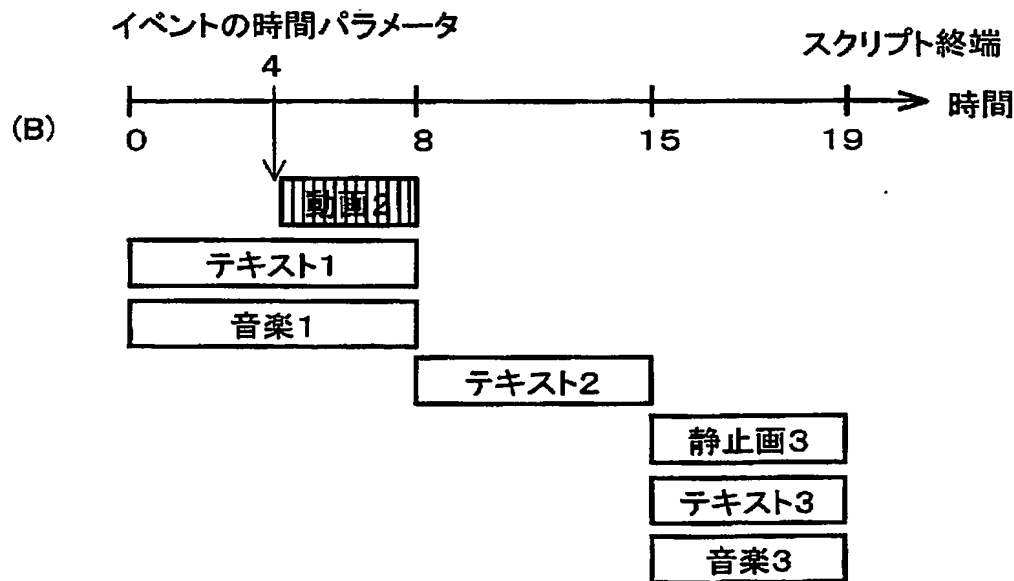 イベントの時間パラメータ
スクリプト終端
4
時間
(B)
0
8
15
19
動画2
テキスト1
音楽1
テキスト2
静止画3
テキスト3
音楽3